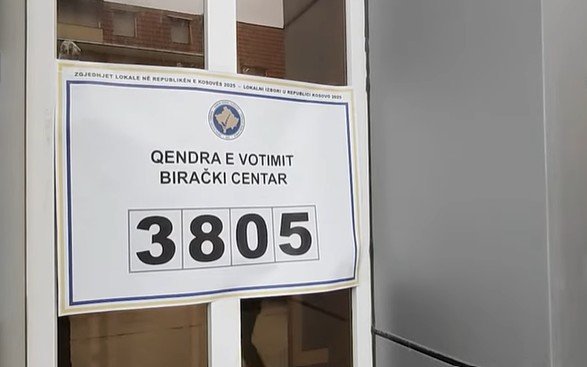 ZGJEDHJET LOKALE NË REPUBLIKËN E KOSOVËS 2025 - LOKALNI IZBORI U REPUBLICI KOSOVO 2025
QENDRA E VOTIMIT
BIRAČKI CENTAR
3805